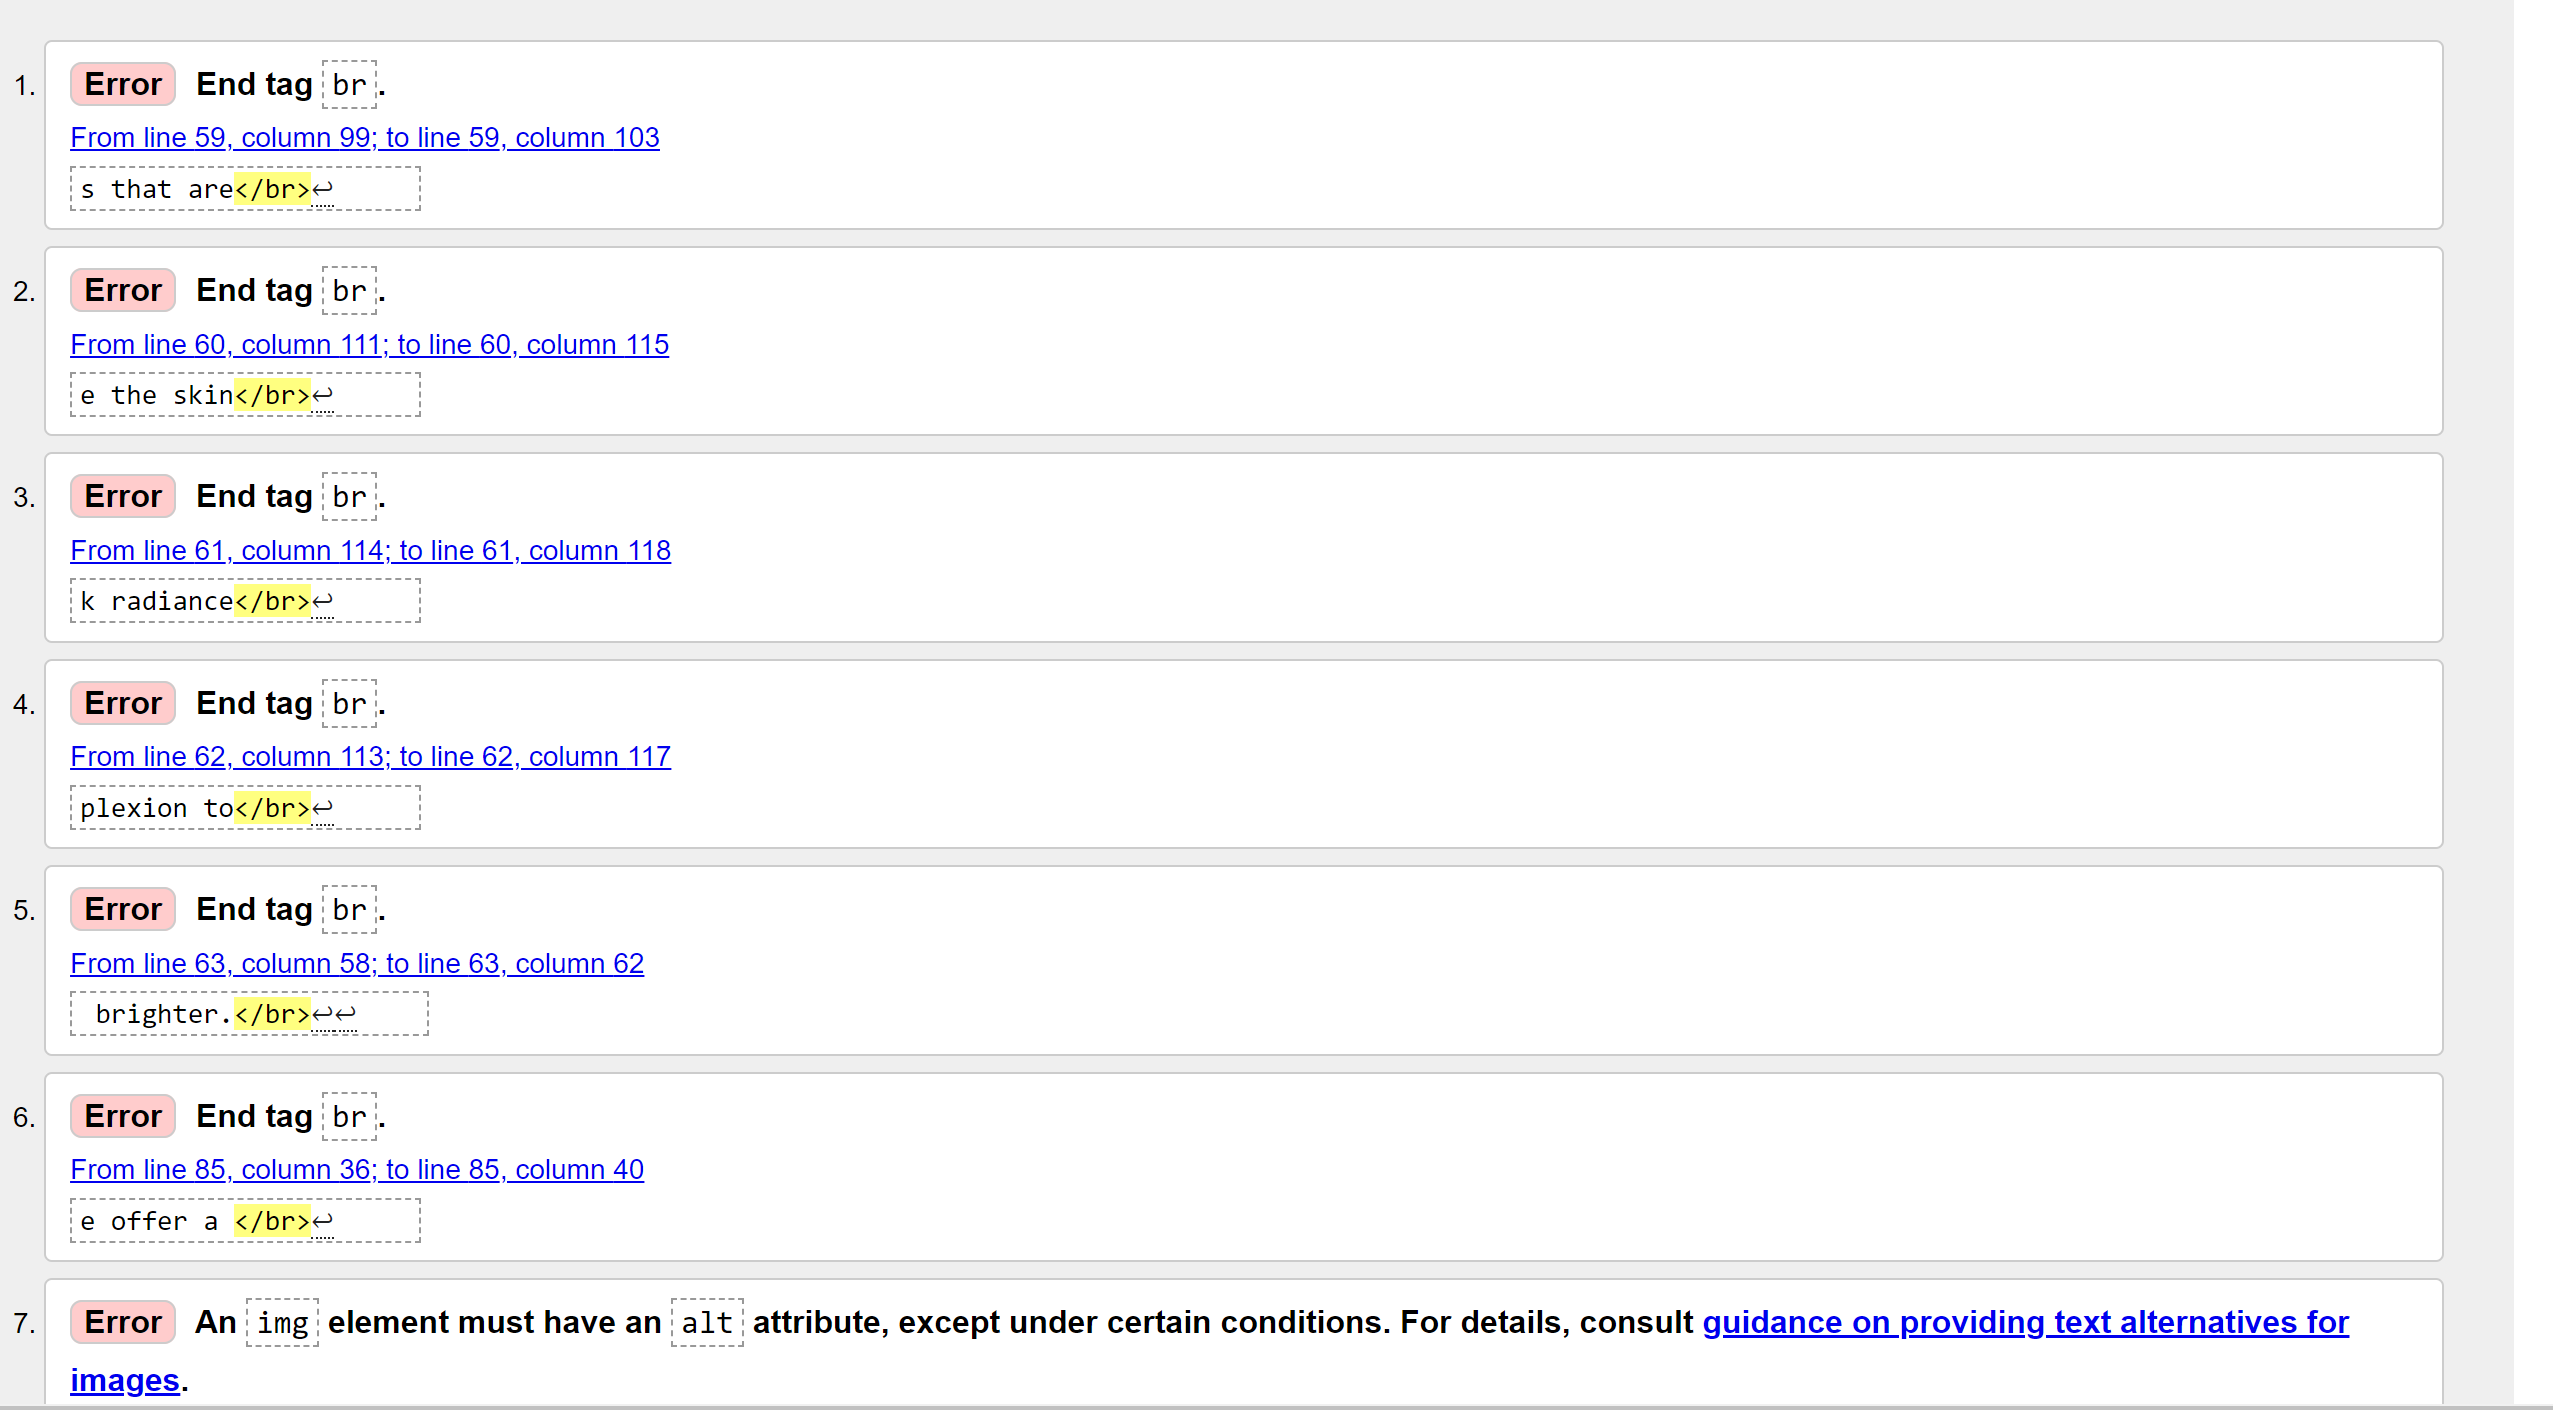 1. Error End tag br.
From line 59, column 99; to line 59, column 103
s that are</br>↩
2. Error End tag br.
From line 60, column 111; to line 60, column 115
e the skin</br>↩
3. Error End tag br.
From line 61, column 114; to line 61, column 118
k radiance</br>↩
4. Error End tag br.
From line 62, column 113; to line 62, column 117
plexion to</br>↩
5. Error End tag br.
From line 63, column 58; to line 63, column 62
brighter.</br>↩↩
6. Error End tag br.
From line 85, column 36; to line 85, column 40
e offer a </br>↩
7. Error An img element must have an alt attribute, except under certain conditions. For details, consult guidance on providing text alternatives for
images.